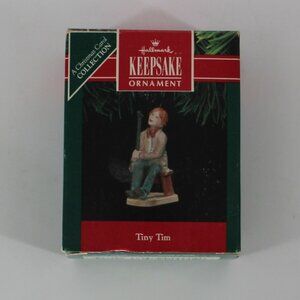 A Christmas Carol
COLLECTION
Hallmark
KEEPSAKE
ORNAMENT
Tiny Tim